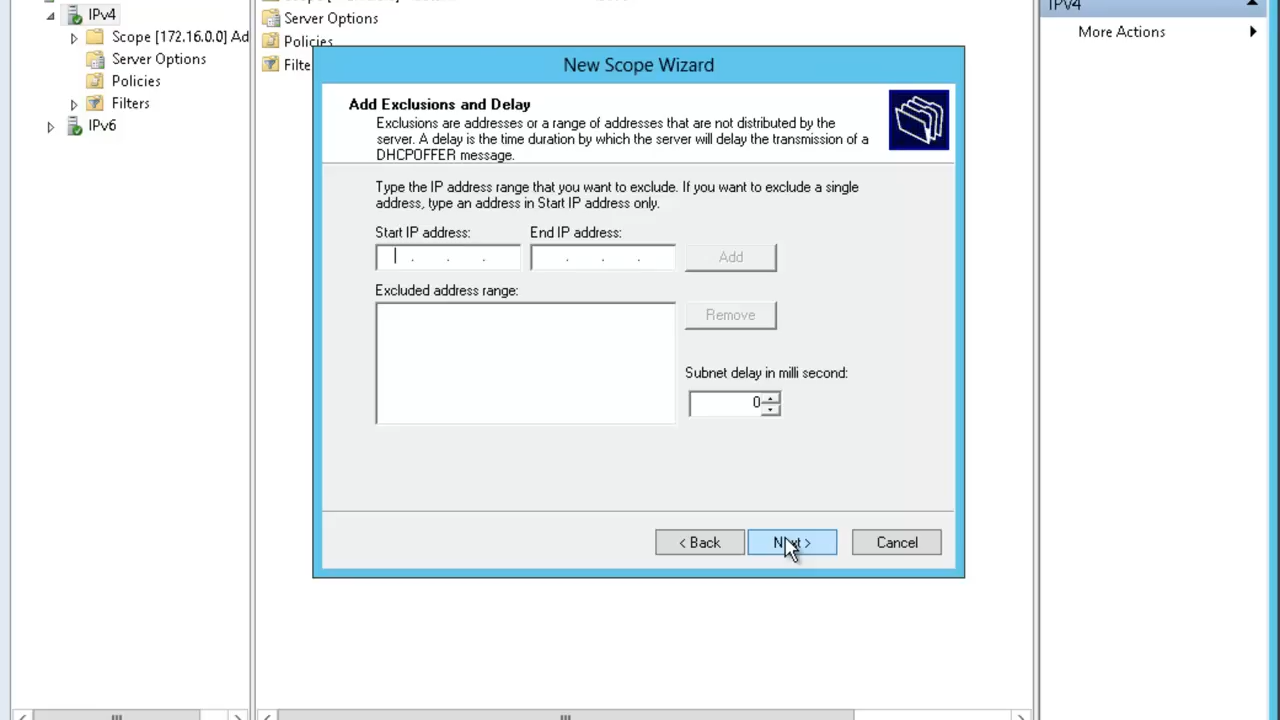 IPv4
Scope [172.16.0.0] Ad
Server Options
Policies
Filters
IPv6
Server Options
Policies
Filte
IPv4
More Actions
New Scope Wizard
Add Exclusions and Delay
Exclusions are addresses or a range of addresses that are not distributed by the
server. A delay is the time duration by which the server will delay the transmission of a
DHCPOFFER message.
Type the IP address range that you want to exclude. If you want to exclude a single
address, type an address in Start IP address only.
Start IP address:
End IP address:
. . .
. . .
Add
Excluded address range:
Remove
Subnet delay in milli second:
0
< Back
Next >
Cancel